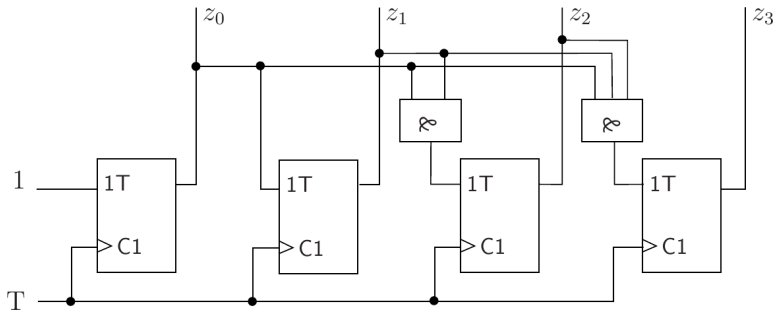 z₀ z₁ z₂ z₃
& &
1 1T 1T 1T 1T
C1 C1 C1 C1
T